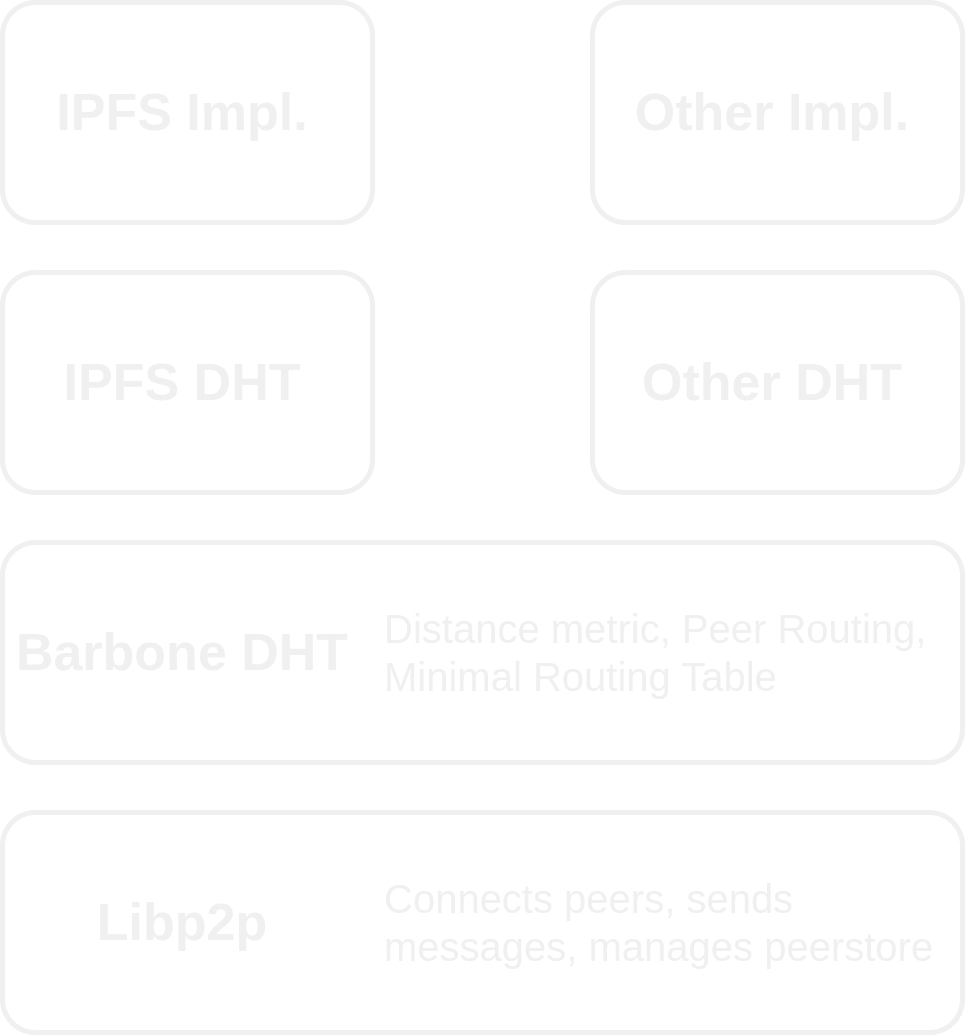 IPFS Impl.
Other Impl.
IPFS DHT
Other DHT
Barbone DHT
Distance metric, Peer Routing,
Minimal Routing Table
Libp2p
Connects peers, sends
messages, manages peerstore